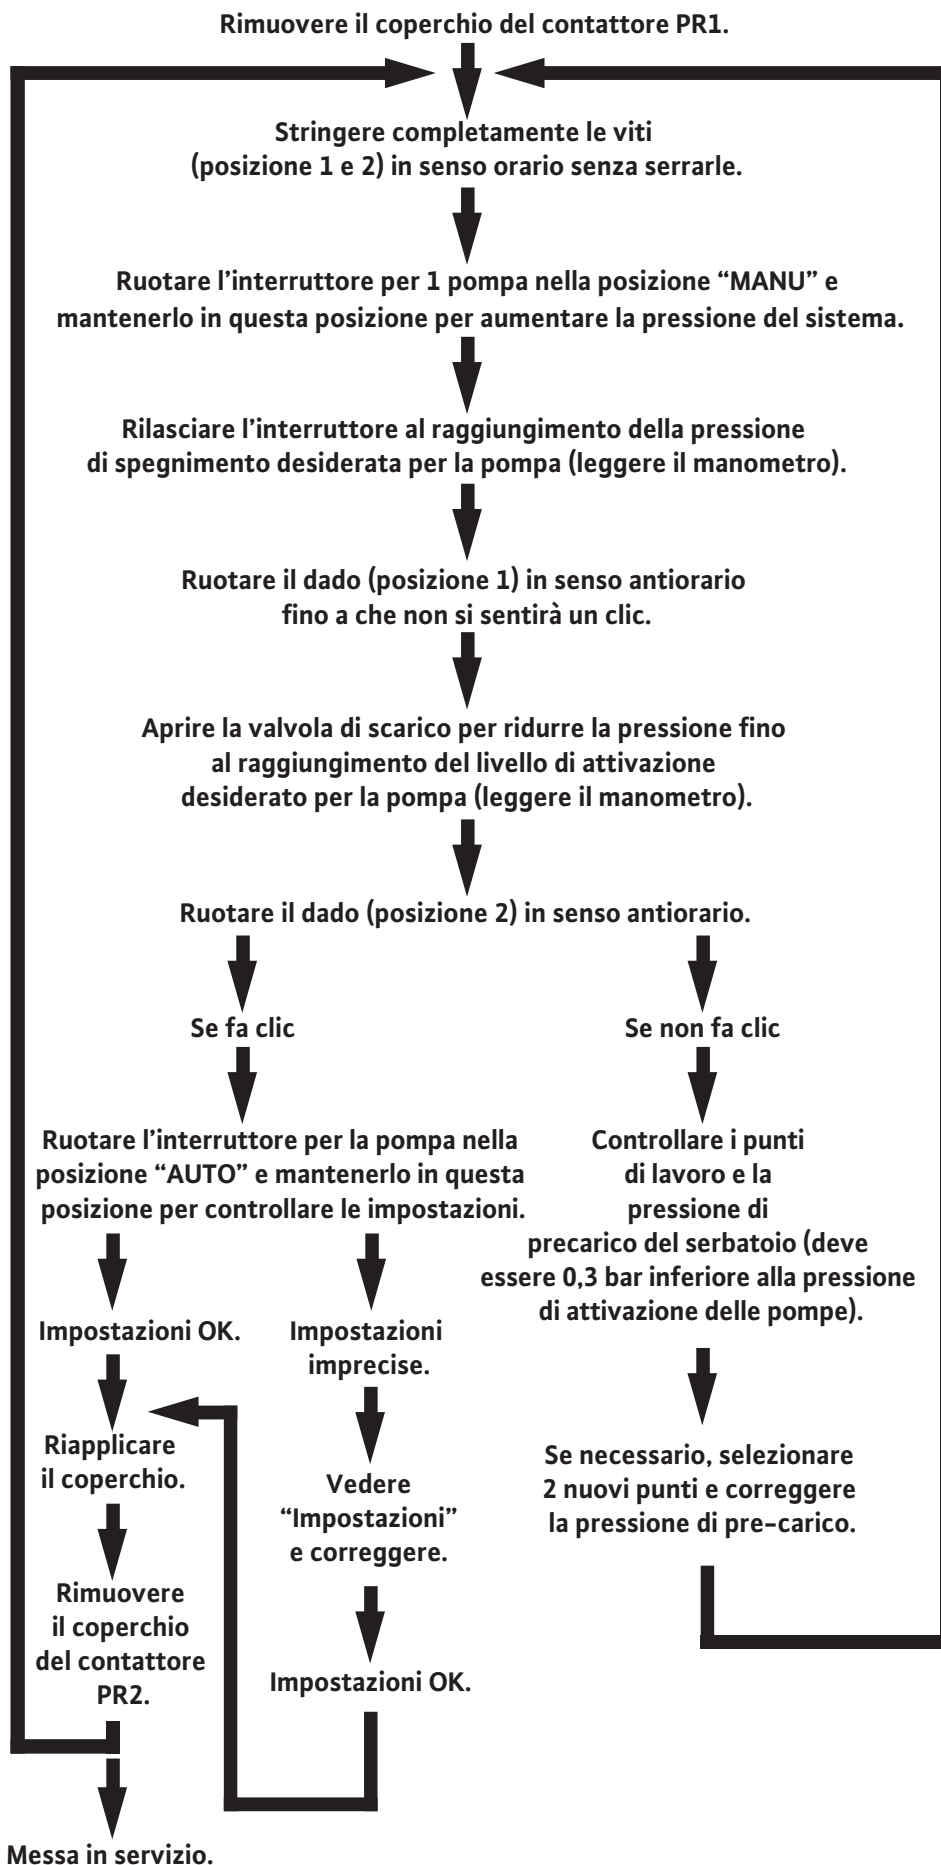 Rimuovere il coperchio del contattore PR1.
Stringere completamente le viti
(posizione 1 e 2) in senso orario senza serrarle.
Ruotare l'interruttore per 1 pompa nella posizione “MANU” e
mantenerlo in questa posizione per aumentare la pressione del sistema.
Rilasciare l'interruttore al raggiungimento della pressione
di spegnimento desiderata per la pompa (leggere il manometro).
Ruotare il dado (posizione 1) in senso antiorario
fino a che non si sentirà un clic.
Aprire la valvola di scarico per ridurre la pressione fino
al raggiungimento del livello di attivazione
desiderato per la pompa (leggere il manometro).
Ruotare il dado (posizione 2) in senso antiorario.
Se fa clic
Ruotare l'interruttore per la pompa nella
posizione “AUTO” e mantenerlo in questa
posizione per controllare le impostazioni.
Impostazioni OK.
Riapplicare
il coperchio.
Rimuovere
il coperchio
del contattore
PR2.
Messa in servizio.
Impostazioni
imprecise.
Vedere
“Impostazioni”
e correggere.
Impostazioni OK.
Se non fa clic
Controllare i punti
di lavoro e la
pressione di
precarico del serbatoio (deve
essere 0,3 bar inferiore alla pressione
di attivazione delle pompe).
Se necessario, selezionare
2 nuovi punti e correggere
la pressione di pre-carico.